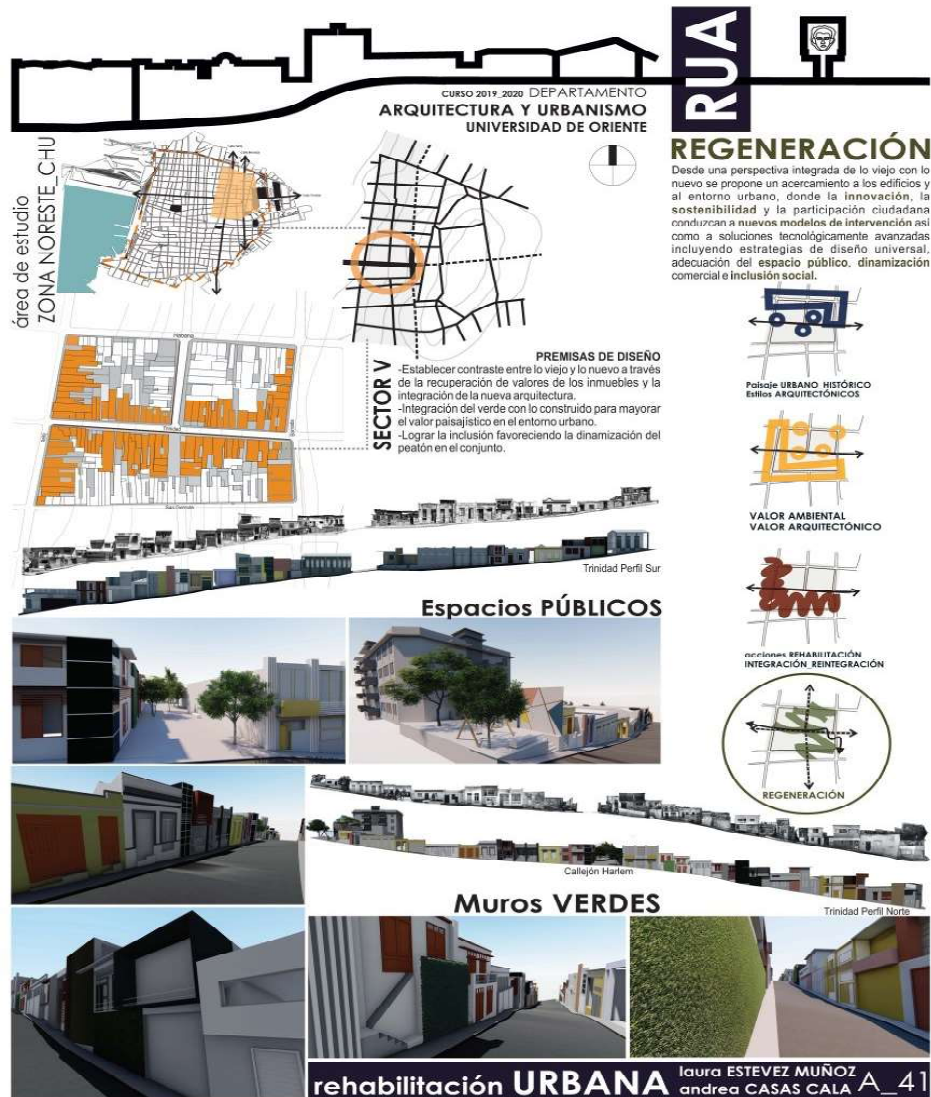 RUA
CURSO 2019_2020 DEPARTAMENTO
ARQUITECTURA Y URBANISMO
UNIVERSIDAD DE ORIENTE
REGENERACIÓN
Desde una perspectiva integrada de lo viejo con lo
nuevo se propone un acercamiento a los edificios y
al entorno urbano, donde la innovación, la
sostenibilidad y la participación ciudadana
conduzcan a nuevos modelos de intervención así
como a soluciones tecnológicamente avanzadas
incluyendo estrategias de diseño universal,
adecuación del espacio público, dinamización
comercial e inclusión social.
área de estudio
ZONA NORESTE_CHU
Habana
Trinidad
San Germán
SECTOR V
PREMISAS DE DISEÑO
-Establecer contraste entre lo viejo y lo nuevo a través
de la recuperación de valores de los inmuebles y la
integración de la nueva arquitectura.
-Integración del verde con lo construido para mayorar
el valor paisajístico en el entorno urbano.
-Lograr la inclusión favoreciendo la dinamización del
peatón en el conjunto.
Paisaje URBANO HISTÓRICO
Estilos ARQUITECTÓNICOS
VALOR AMBIENTAL
VALOR ARQUITECTÓNICO
acciones REHABILITACIÓN
INTEGRACIÓN_REINTEGRACIÓN
REGENERACIÓN
Trinidad Perfil Sur
Espacios PÚBLICOS
Callejón Harlem
Trinidad Perfil Norte
Muros VERDES
rehabilitación URBANA
laura ESTEVEZ MUÑOZ
andrea CASAS CALA
A_41